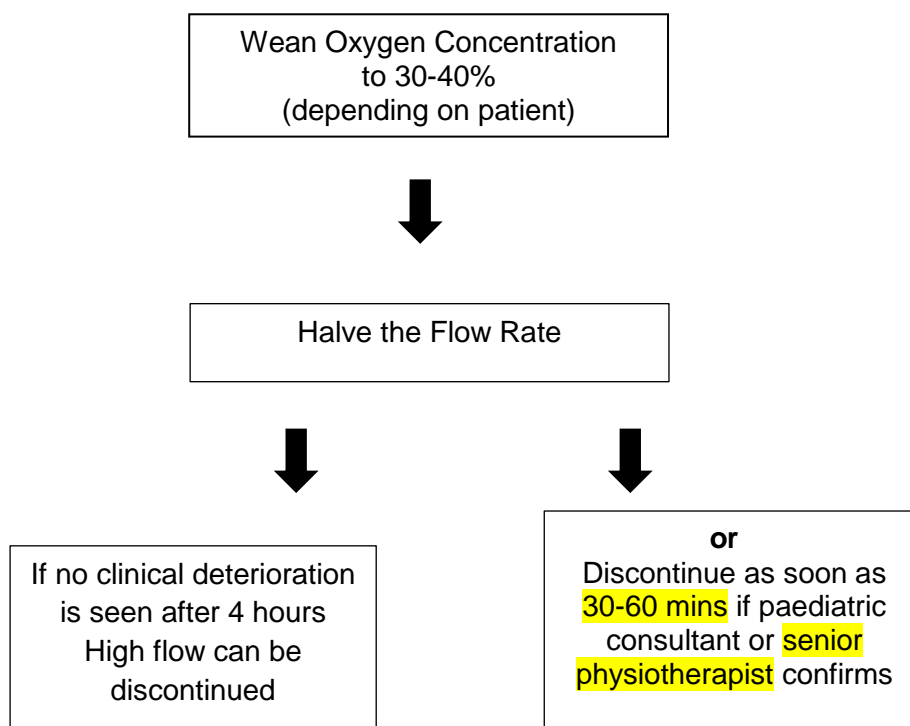 Wean Oxygen Concentration
to 30-40%
(depending on patient)
Halve the Flow Rate
If no clinical deterioration
is seen after 4 hours
High flow can be
discontinued
or
Discontinue as soon as
30-60 mins if paediatric
consultant or senior
physiotherapist confirms